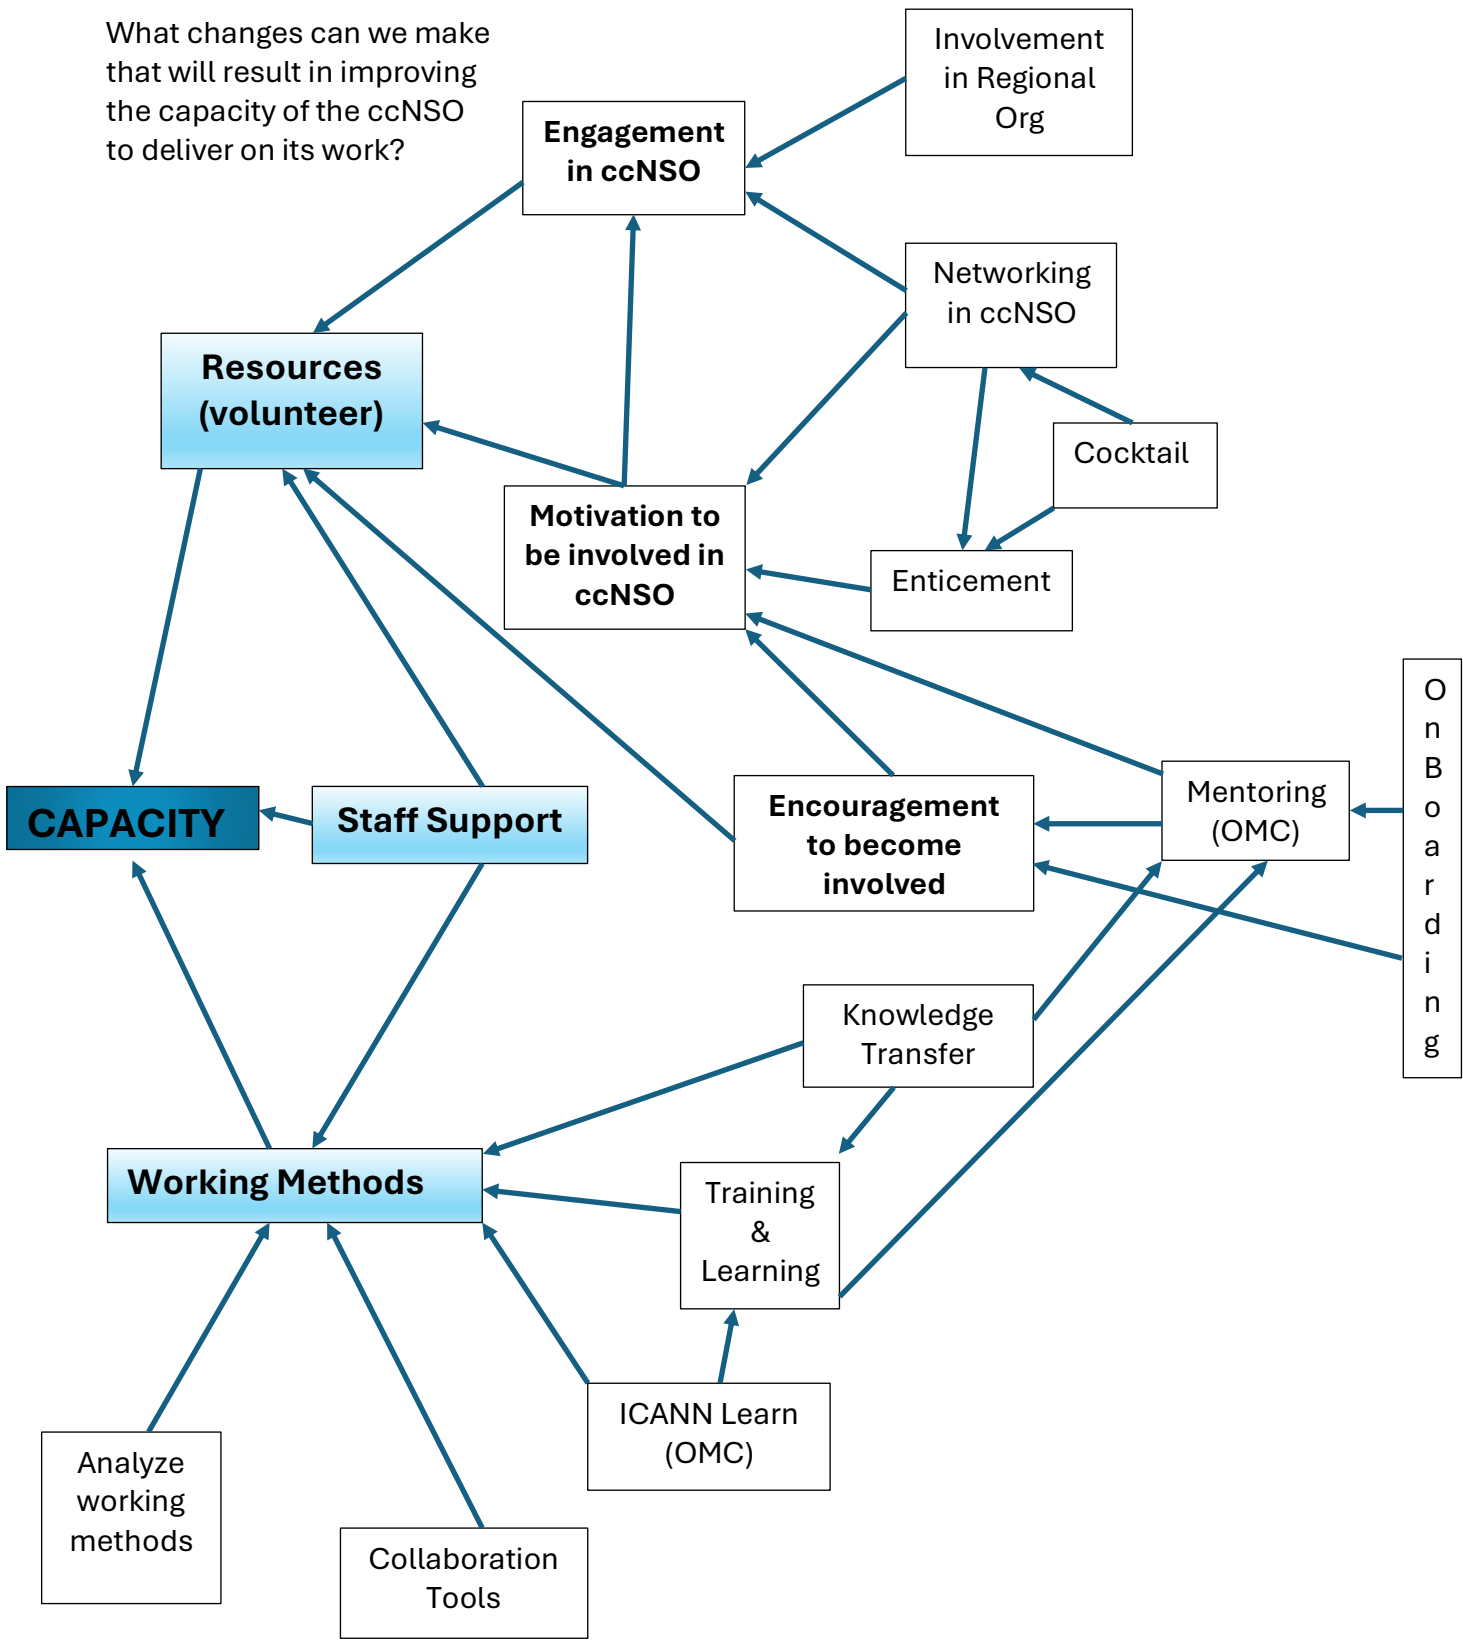 What changes can we make
that will result in improving
the capacity of the ccNSO
to deliver on its work?
Involvement
in Regional
Org
Engagement
in ccNSO
Networking
in ccNSO
Resources
(volunteer)
Cocktail
Motivation to
be involved in
ccNSO
Enticement
OnBoarding
Mentoring
(OMC)
Encouragement
to become
involved
CAPACITY
Staff Support
Knowledge
Transfer
Working Methods
Training
&
Learning
ICANN Learn
(OMC)
Analyze
working
methods
Collaboration
Tools